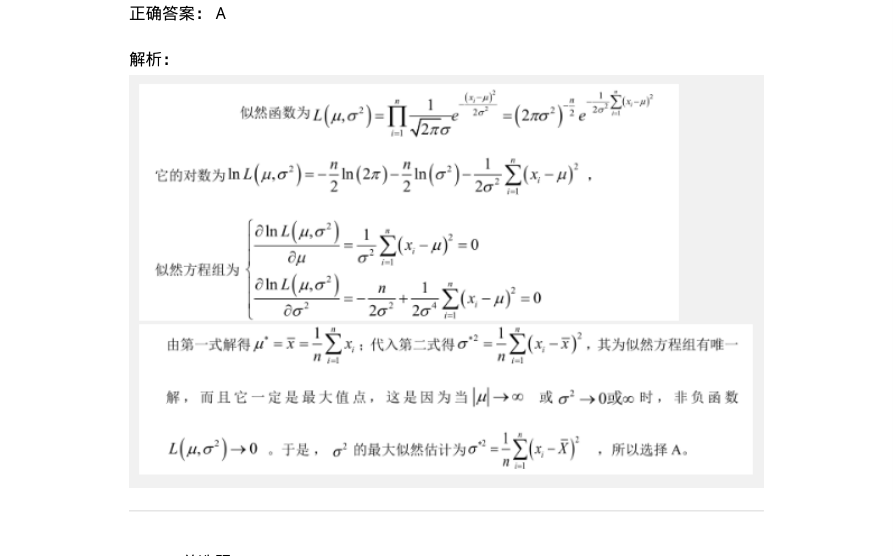 正确答案： A
解析：
似然函数为 L(μ,σ²)=∏_{i=1}^{n} 1/(√(2π)σ) e^{-(x_i-μ)²/(2σ²)} =(2πσ²)^{-n/2} e^{-1/(2σ²) ∑_{i=1}^{n}(x_i-μ)²}
它的对数为 ln L(μ,σ²)=-n/2 ln(2π)-n/2 ln(σ²)-1/(2σ²) ∑_{i=1}^{n}(x_i-μ)² ，
似然方程组为 { ∂ln L(μ,σ²)/∂μ = 1/σ² ∑_{i=1}^{n}(x_i-μ)² = 0
∂ln L(μ,σ²)/∂σ² = -n/(2σ²) + 1/(2σ⁴) ∑_{i=1}^{n}(x_i-μ)² = 0
由第一式解得 μ* = x̄ = 1/n ∑_{i=1}^{n} x_i ；代入第二式得 σ*² = 1/n ∑_{i=1}^{n}(x_i-x̄)² ，其为似然方程组有唯一
解，而且它一定是最大值点，这是因为当 |μ|→∞ 或 σ²→0或∞ 时，非负函数
L(μ,σ²)→0 。于是， σ² 的最大似然估计为 σ*² = 1/n ∑_{i=1}^{n}(x_i-X̄)² ，所以选择 A。